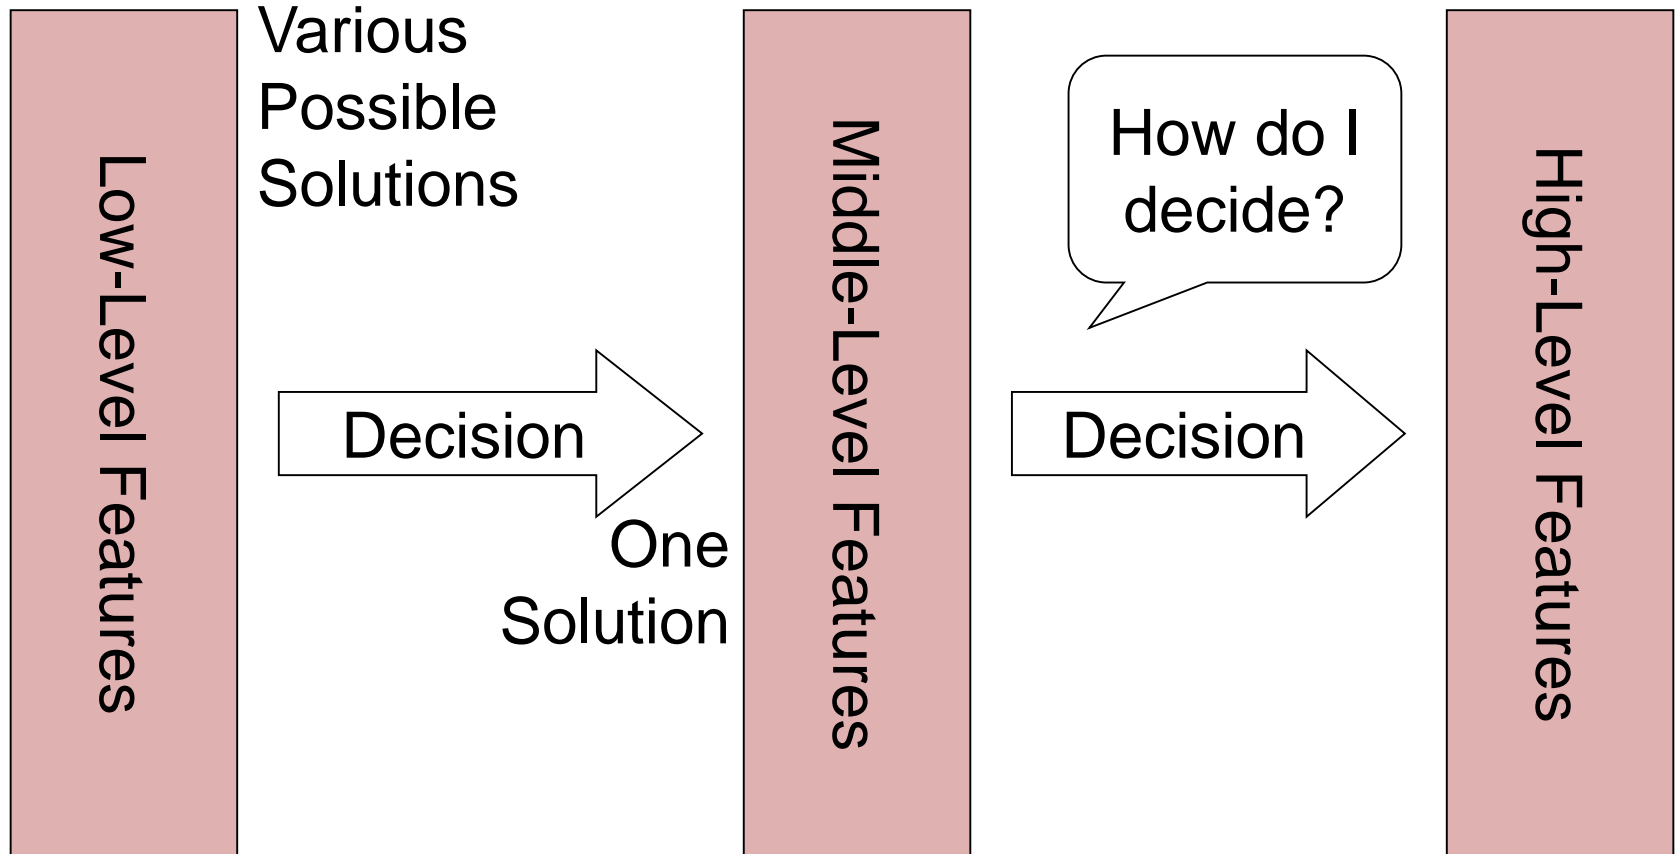 Low-Level Features
Various
Possible
Solutions
Decision
One
Solution
Middle-Level Features
How do I
decide?
Decision
High-Level Features